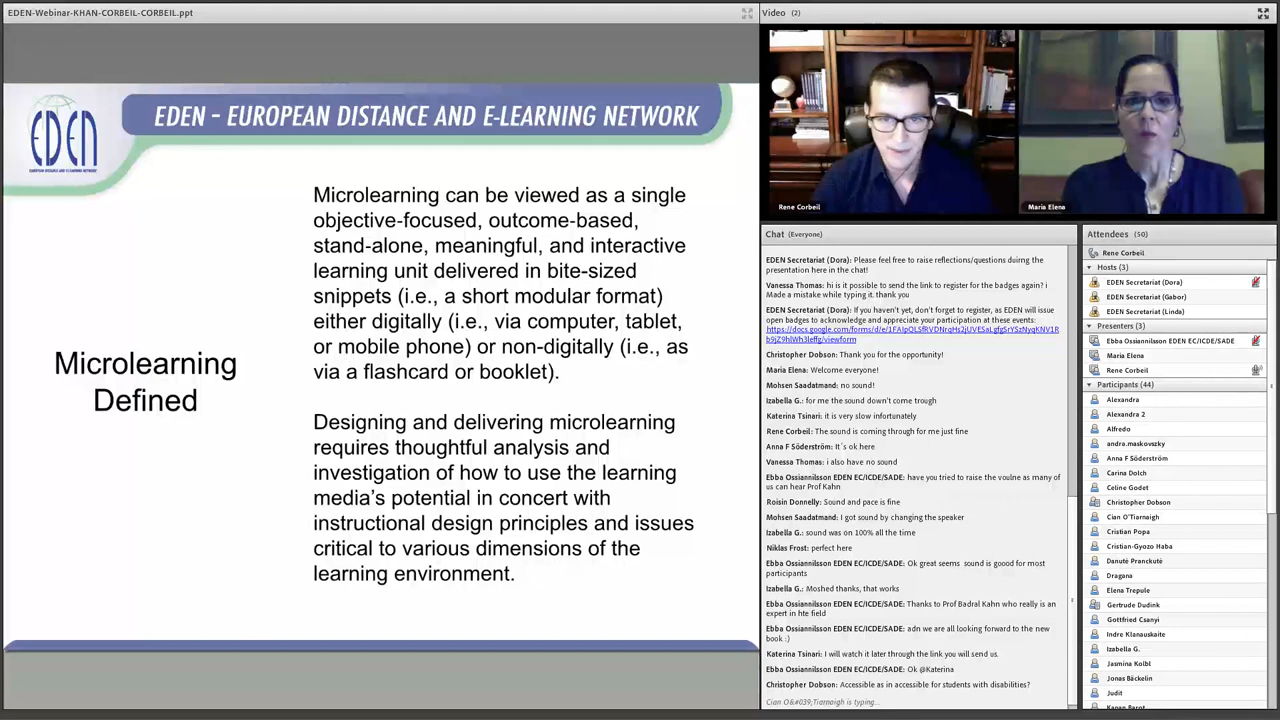 EDEN-Webinar-KHAN-CORBEIL-CORBEIL.ppt
EDEN
EUROPEAN DISTANCE AND E-LEARNING NETWORK
EDEN – EUROPEAN DISTANCE AND E-LEARNING NETWORK
Microlearning
Defined
Microlearning can be viewed as a single
objective-focused, outcome-based,
stand-alone, meaningful, and interactive
learning unit delivered in bite-sized
snippets (i.e., a short modular format)
either digitally (i.e., via computer, tablet,
or mobile phone) or non-digitally (i.e., as
via a flashcard or booklet).
Designing and delivering microlearning
requires thoughtful analysis and
investigation of how to use the learning
media's potential in concert with
instructional design principles and issues
critical to various dimensions of the
learning environment.
Video (2)
Rene Corbeil
Maria Elena
Chat (Everyone)
EDEN Secretariat (Dora): Please feel free to raise reflections/questions duirng the
presentation here in the chat!
Vanessa Thomas: hi is it possible to send the link to register for the badges again? i
Made a mistake while typing it. thank you
EDEN Secretariat (Dora): If you haven't yet, don't forget to register, as EDEN will issue
open badges to acknowledge and appreciate your participation at these events:
Christopher Dobson: Thank you for the opportunity!
Maria Elena: Welcome everyone!
Mohsen Saadatmand: no sound!
Izabella G.: for me the sound down't come trough
Katerina Tsinari: it is very slow infortunately
Rene Corbeil: The sound is coming through for me just fine
Anna F Söderström: It´s ok here
Vanessa Thomas: i also have no sound
Ebba Ossiannilsson EDEN EC/ICDE/SADE: have you tried to raise the voulne as many of
us can hear Prof Kahn
Roisin Donnelly: Sound and pace is fine
Mohsen Saadatmand: I got sound by changing the speaker
Izabella G.: sound was on 100% all the time
Niklas Frost: perfect here
Ebba Ossiannilsson EDEN EC/ICDE/SADE: Ok great seems sound is goood for most
participants
Izabella G.: Moshed thanks, that works
Ebba Ossiannilsson EDEN EC/ICDE/SADE: Thanks to Prof Badral Kahn who really is an
expert in hte field
Ebba Ossiannilsson EDEN EC/ICDE/SADE: adn we are all looking forward to the new
book :)
Katerina Tsinari: I will watch it later through the link you will send us.
Ebba Ossiannilsson EDEN EC/ICDE/SADE: Ok @Katerina
Christopher Dobson: Accessible as in accessible for students with disabilities?
Cian O&#039;Tiarnaigh is typing...
Attendees (50)
Rene Corbeil
Hosts (3)
EDEN Secretariat (Dora)
EDEN Secretariat (Gabor)
EDEN Secretariat (Linda)
Presenters (3)
Ebba Ossiannilsson EDEN EC/ICDE/SADE
Maria Elena
Rene Corbeil
Participants (44)
Alexandra
Alexandra 2
Alfredo
andra.maskovszky
Anna F Söderström
Carina Dolch
Celine Godet
Christopher Dobson
Cian O'Tiarnaigh
Cristian Popa
Cristian-Gyozo Haba
Danutė Pranckutė
Dragana
Elena Trepule
Gertrude Dudink
Gottfried Csanyi
Indre Klanauskaite
Izabella G.
Jasmina Kolbl
Jonas Bäckelin
Judit